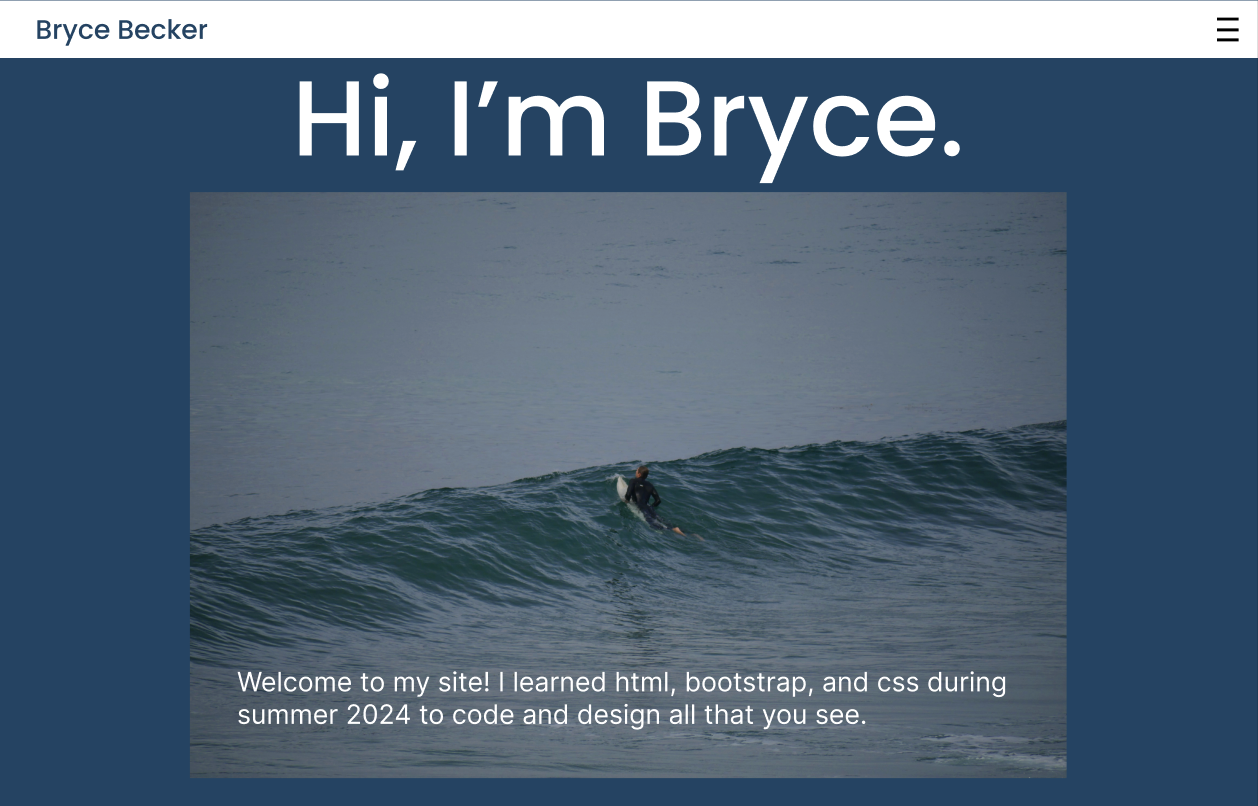 Bryce Becker
Hi, I’m Bryce.
Welcome to my site! I learned html, bootstrap, and css during
summer 2024 to code and design all that you see.